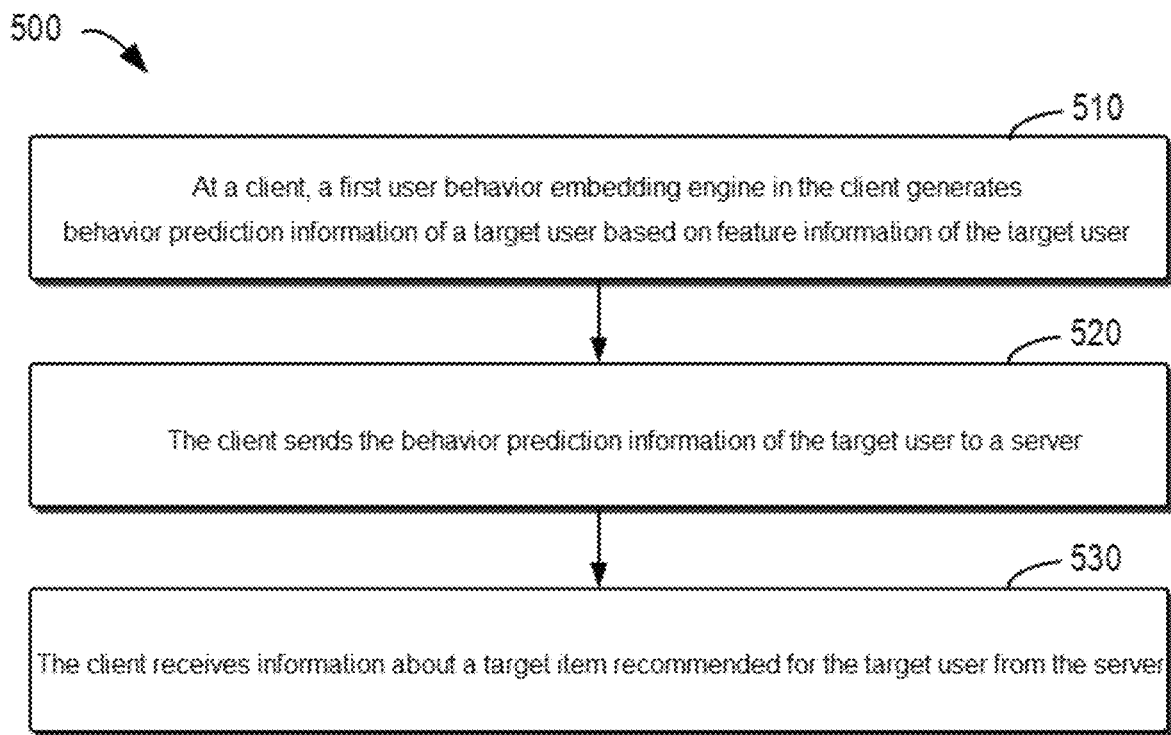 500
510
At a client, a first user behavior embedding engine in the client generates
behavior prediction information of a target user based on feature information of the target user
520
The client sends the behavior prediction information of the target user to a server
530
The client receives information about a target item recommended for the target user from the server